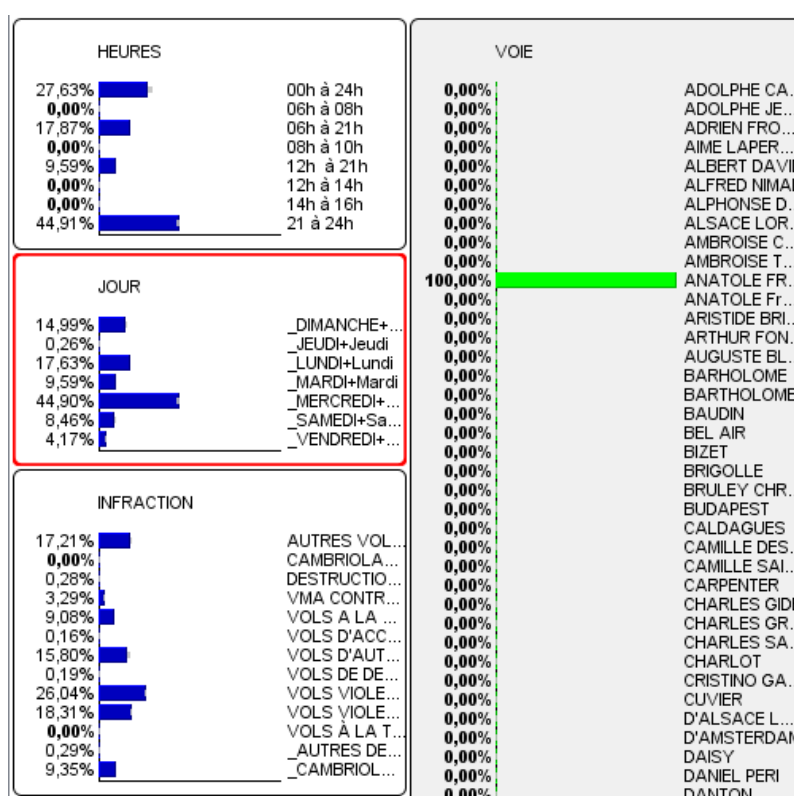 HEURES
27,63% 00h à 24h
0,00% 06h à 08h
17,87% 06h à 21h
0,00% 08h à 10h
9,59% 12h à 21h
0,00% 12h à 14h
0,00% 14h à 16h
44,91% 21 à 24h
JOUR
14,99% _DIMANCHE+...
0,26% _JEUDI+Jeudi
17,63% _LUNDI+Lundi
9,59% _MARDI+Mardi
44,90% _MERCREDI+...
8,46% _SAMEDI+Sa...
4,17% _VENDREDI+...
INFRACTION
17,21% AUTRES VOL...
0,00% CAMBRIOLA...
0,28% DESTRUCTIO...
3,29% VMA CONTR...
9,08% VOLS A LA ...
0,16% VOLS D'ACC...
15,80% VOLS D'AUT...
0,19% VOLS DE DE...
26,04% VOLS VIOLE...
18,31% VOLS VIOLE...
0,00% VOLS À LA T...
0,29% _AUTRES DE...
9,35% _CAMBRIOL...
VOIE
0,00% ADOLPHE CA...
0,00% ADOLPHE JE...
0,00% ADRIEN FRO...
0,00% AIME LAPER...
0,00% ALBERT DAVI
0,00% ALFRED NIMA
0,00% ALPHONSE D...
0,00% ALSACE LOR...
0,00% AMBROISE C...
0,00% AMBROISE T...
100,00% ANATOLE FR...
0,00% ANATOLE Fr...
0,00% ARISTIDE BRI...
0,00% ARTHUR FON...
0,00% AUGUSTE BL...
0,00% BARHOLOME
0,00% BARTHOLOME
0,00% BAUDIN
0,00% BEL AIR
0,00% BIZET
0,00% BRIGOLLE
0,00% BRULEY CHR...
0,00% BUDAPEST
0,00% CALDAGUES
0,00% CAMILLE DES...
0,00% CAMILLE SAI...
0,00% CARPENTER
0,00% CHARLES GID
0,00% CHARLES GR...
0,00% CHARLES SA...
0,00% CHARLOT
0,00% CRISTINO GA...
0,00% CUVIER
0,00% D'ALSACE L...
0,00% D'AMSTERDAM
0,00% DAISY
0,00% DANIEL PERI
0,00% DANTON